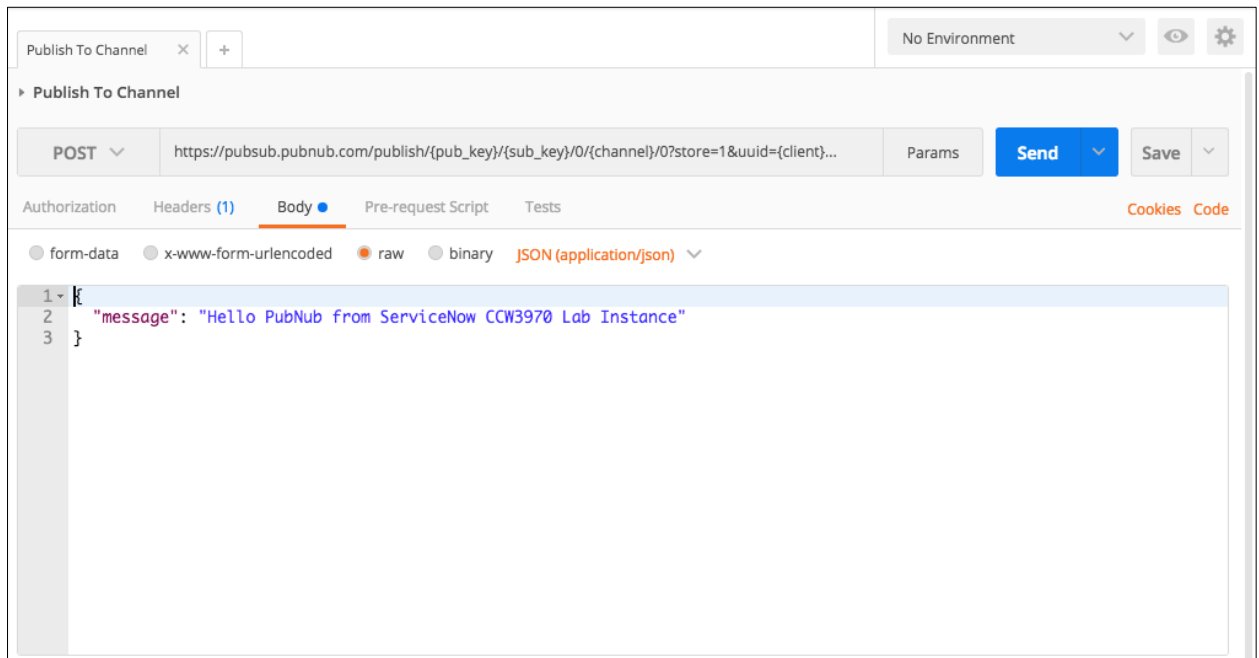 Publish To Channel
No Environment
Publish To Channel
POST https://pubsub.pubnub.com/publish/{pub_key}/{sub_key}/0/{channel}/0?store=1&uuid={client}... Params Send Save
Authorization Headers (1) Body Pre-request Script Tests Cookies Code
form-data x-www-form-urlencoded raw binary JSON (application/json)
1 {
2 "message": "Hello PubNub from ServiceNow CCW3970 Lab Instance"
3 }